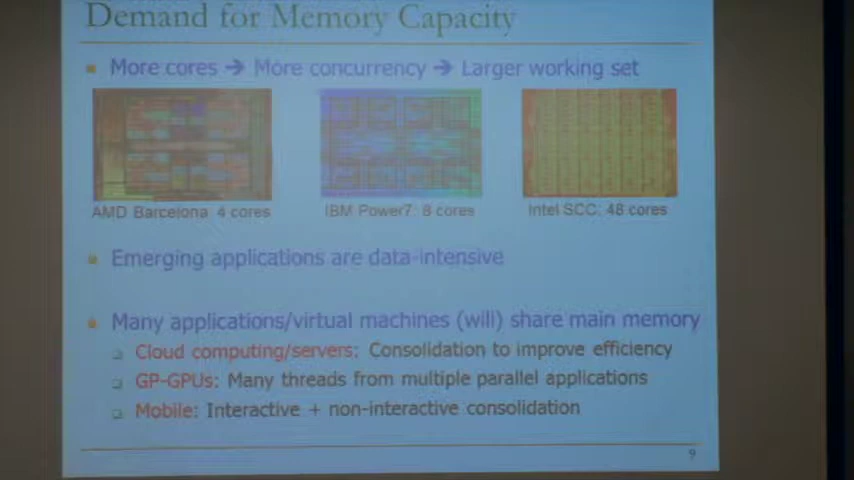 Demand for Memory Capacity
More cores → More concurrency → Larger working set
AMD Barcelona: 4 cores
IBM Power7: 8 cores
Intel SCC: 48 cores
Emerging applications are data-intensive
Many applications/virtual machines (will) share main memory
Cloud computing/servers: Consolidation to improve efficiency
GP-GPUs: Many threads from multiple parallel applications
Mobile: Interactive + non-interactive consolidation
9